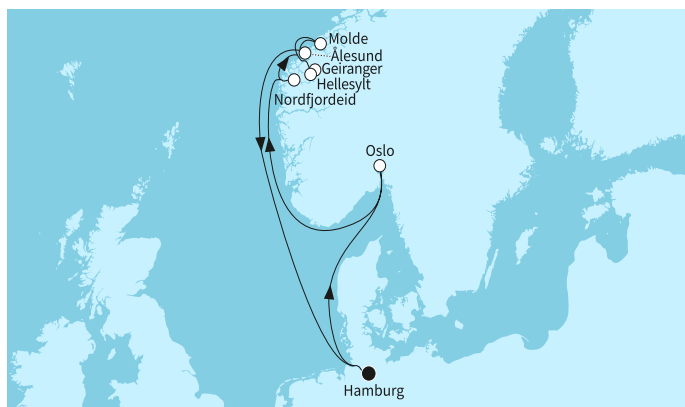 Molde
Ålesund
Geiranger
Hellesylt
Nordfjordeid
Oslo
Hamburg